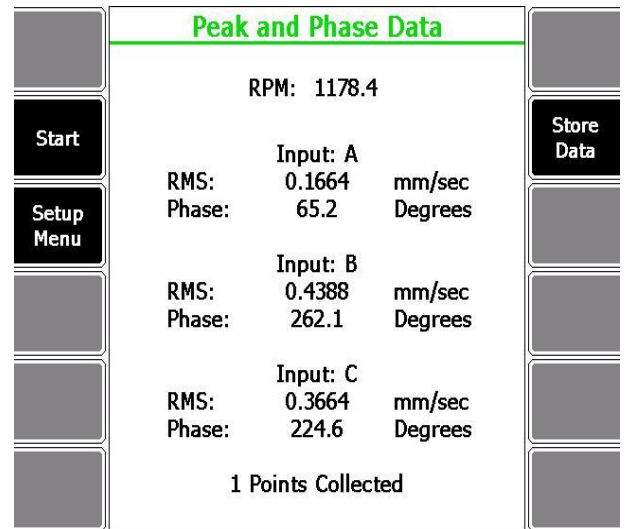 Peak and Phase Data
RPM: 1178.4
Start
Store
Data
Input: A
RMS: 0.1664 mm/sec
Phase: 65.2 Degrees
Setup
Menu
Input: B
RMS: 0.4388 mm/sec
Phase: 262.1 Degrees
Input: C
RMS: 0.3664 mm/sec
Phase: 224.6 Degrees
1 Points Collected